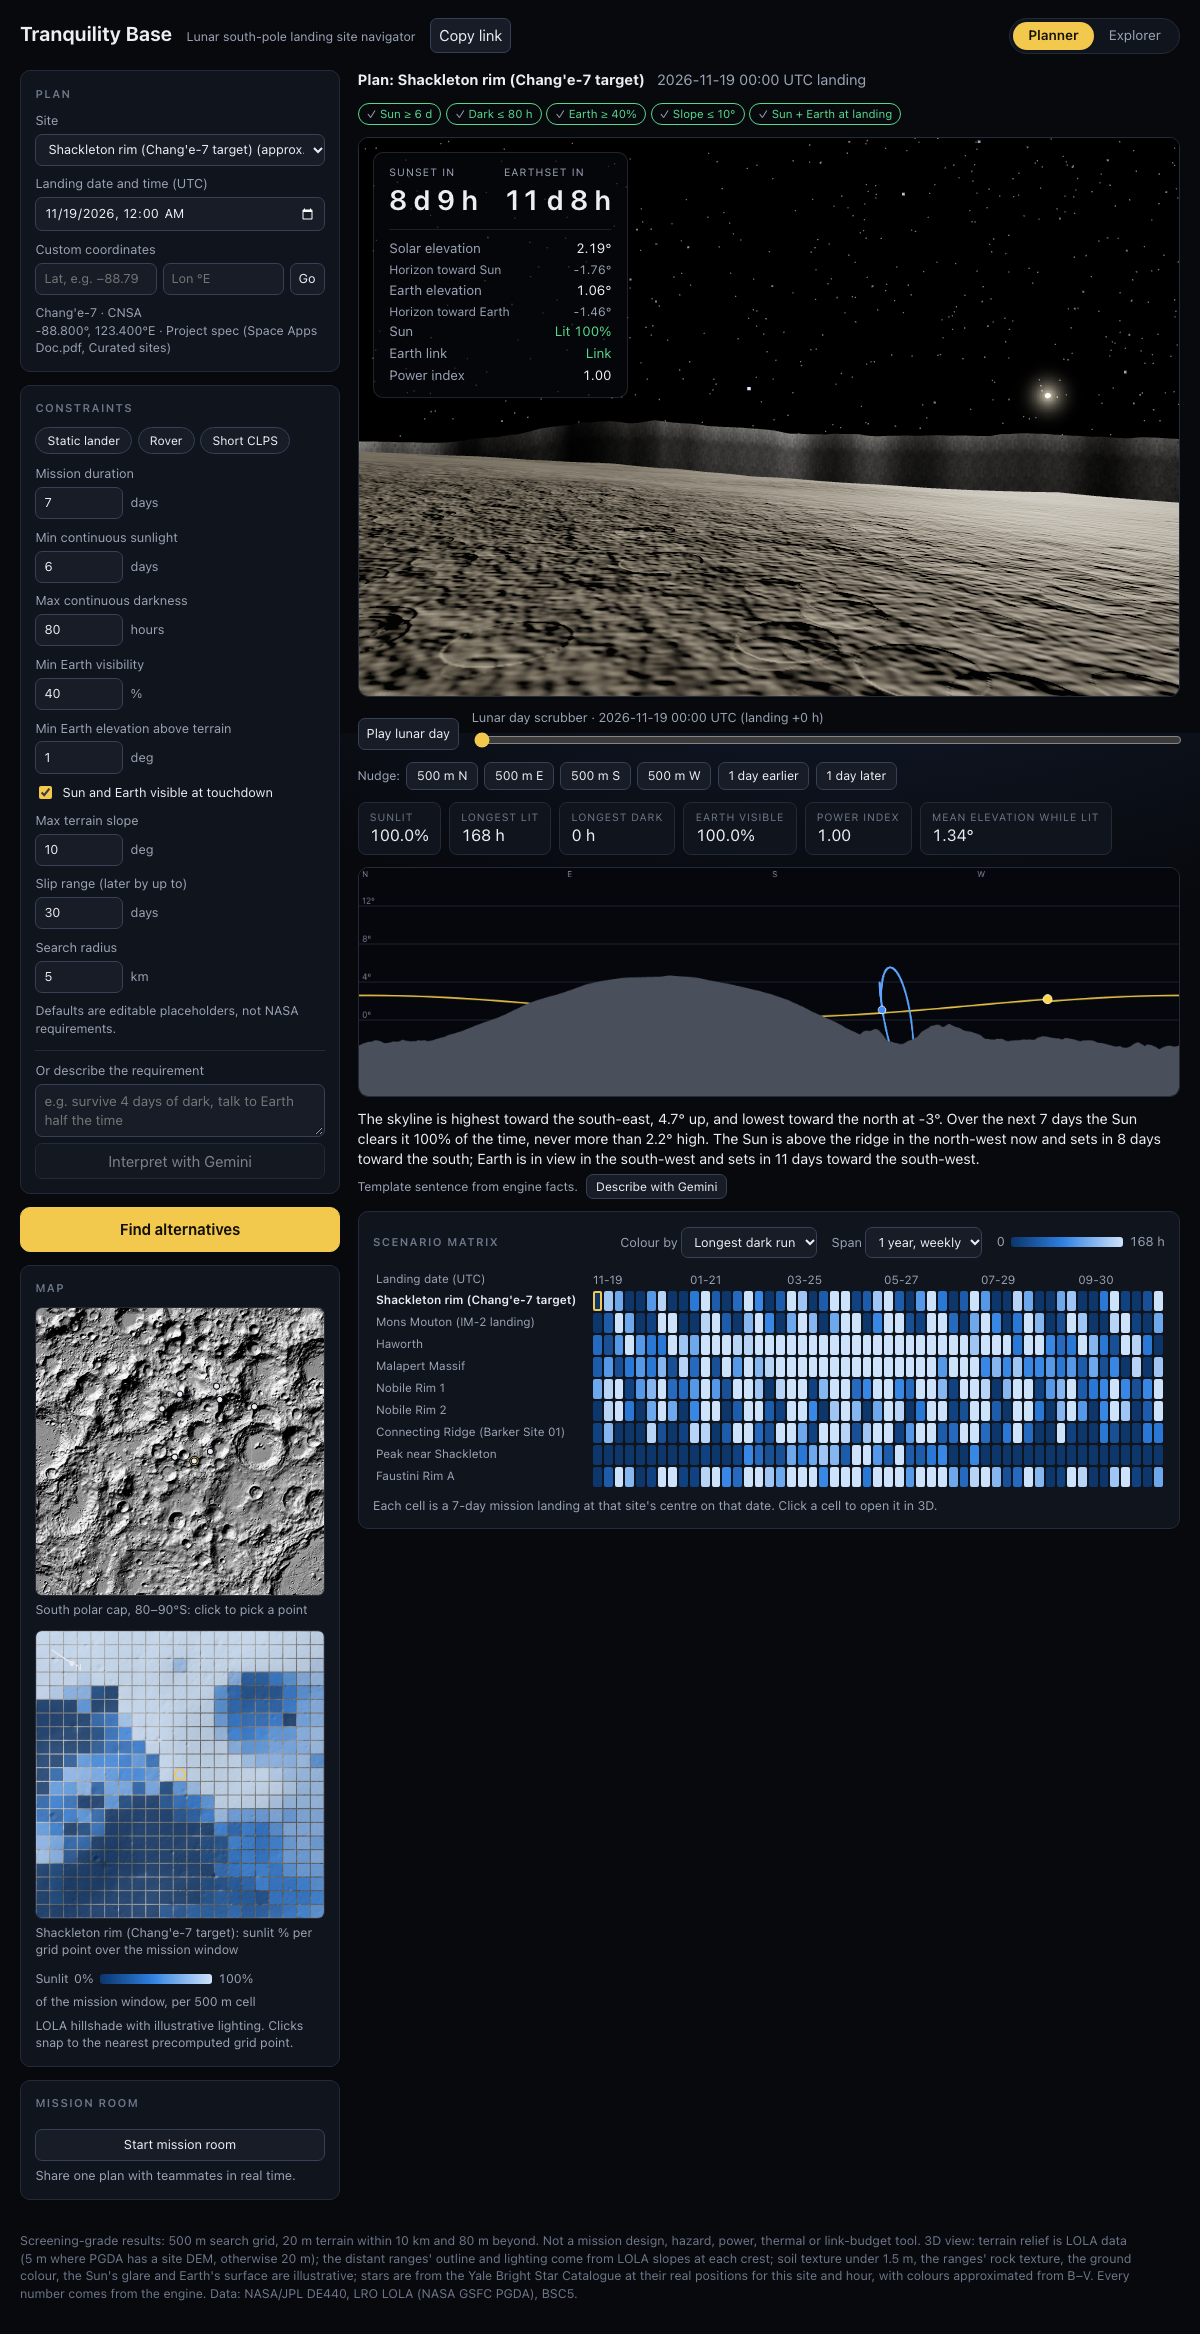 Tranquility Base
Lunar south-pole landing site navigator
Copy link
Planner
Explorer
PLAN
Site
Shackleton rim (Chang'e-7 target) (approx.
Landing date and time (UTC)
11/19/2026, 12:00 AM
Custom coordinates
Lat, e.g. −88.79
Lon °E
Go
Chang'e-7 · CNSA
-88.800°, 123.400°E · Project spec (Space Apps
Doc.pdf, Curated sites)
CONSTRAINTS
Static lander
Rover
Short CLPS
Mission duration
7 days
Min continuous sunlight
6 days
Max continuous darkness
80 hours
Min Earth visibility
40 %
Min Earth elevation above terrain
1 deg
Sun and Earth visible at touchdown
Max terrain slope
10 deg
Slip range (later by up to)
30 days
Search radius
5 km
Defaults are editable placeholders, not NASA
requirements.
Or describe the requirement
e.g. survive 4 days of dark, talk to Earth
half the time
Interpret with Gemini
Find alternatives
MAP
South polar cap, 80–90°S: click to pick a point
Shackleton rim (Chang'e-7 target): sunlit % per
grid point over the mission window
Sunlit 0% 100%
of the mission window, per 500 m cell
LOLA hillshade with illustrative lighting. Clicks
snap to the nearest precomputed grid point.
MISSION ROOM
Start mission room
Share one plan with teammates in real time.
Plan: Shackleton rim (Chang'e-7 target) 2026-11-19 00:00 UTC landing
✓ Sun ≥ 6 d
✓ Dark ≤ 80 h
✓ Earth ≥ 40%
✓ Slope ≤ 10°
✓ Sun + Earth at landing
SUNSET IN EARTHSET IN
8 d 9 h 11 d 8 h
Solar elevation 2.19°
Horizon toward Sun -1.76°
Earth elevation 1.06°
Horizon toward Earth -1.46°
Sun Lit 100%
Earth link Link
Power index 1.00
Play lunar day
Lunar day scrubber · 2026-11-19 00:00 UTC (landing +0 h)
Nudge: 500 m N 500 m E 500 m S 500 m W 1 day earlier 1 day later
SUNLIT
100.0%
LONGEST LIT
168 h
LONGEST DARK
0 h
EARTH VISIBLE
100.0%
POWER INDEX
1.00
MEAN ELEVATION WHILE LIT
1.34°
N E S W
12°
8°
4°
0°
The skyline is highest toward the south-east, 4.7° up, and lowest toward the north at -3°. Over the next 7 days the Sun
clears it 100% of the time, never more than 2.2° high. The Sun is above the ridge in the north-west now and sets in 8 days
toward the south; Earth is in view in the south-west and sets in 11 days toward the south-west.
Template sentence from engine facts. Describe with Gemini
SCENARIO MATRIX
Colour by Longest dark run
Span 1 year, weekly
0 168 h
Landing date (UTC) 11-19 01-21 03-25 05-27 07-29 09-30
Shackleton rim (Chang'e-7 target)
Mons Mouton (IM-2 landing)
Haworth
Malapert Massif
Nobile Rim 1
Nobile Rim 2
Connecting Ridge (Barker Site 01)
Peak near Shackleton
Faustini Rim A
Each cell is a 7-day mission landing at that site's centre on that date. Click a cell to open it in 3D.
Screening-grade results: 500 m search grid, 20 m terrain within 10 km and 80 m beyond. Not a mission design, hazard, power, thermal or link-budget tool. 3D view: terrain relief is LOLA data
(5 m where PGDA has a site DEM, otherwise 20 m); the distant ranges' outline and lighting come from LOLA slopes at each crest; soil texture under 1.5 m, the ranges' rock texture, the ground
colour, the Sun's glare and Earth's surface are illustrative; stars are from the Yale Bright Star Catalogue at their real positions for this site and hour, with colours approximated from B–V. Every
number comes from the engine. Data: NASA/JPL DE440, LRO LOLA (NASA GSFC PGDA), BSC5.